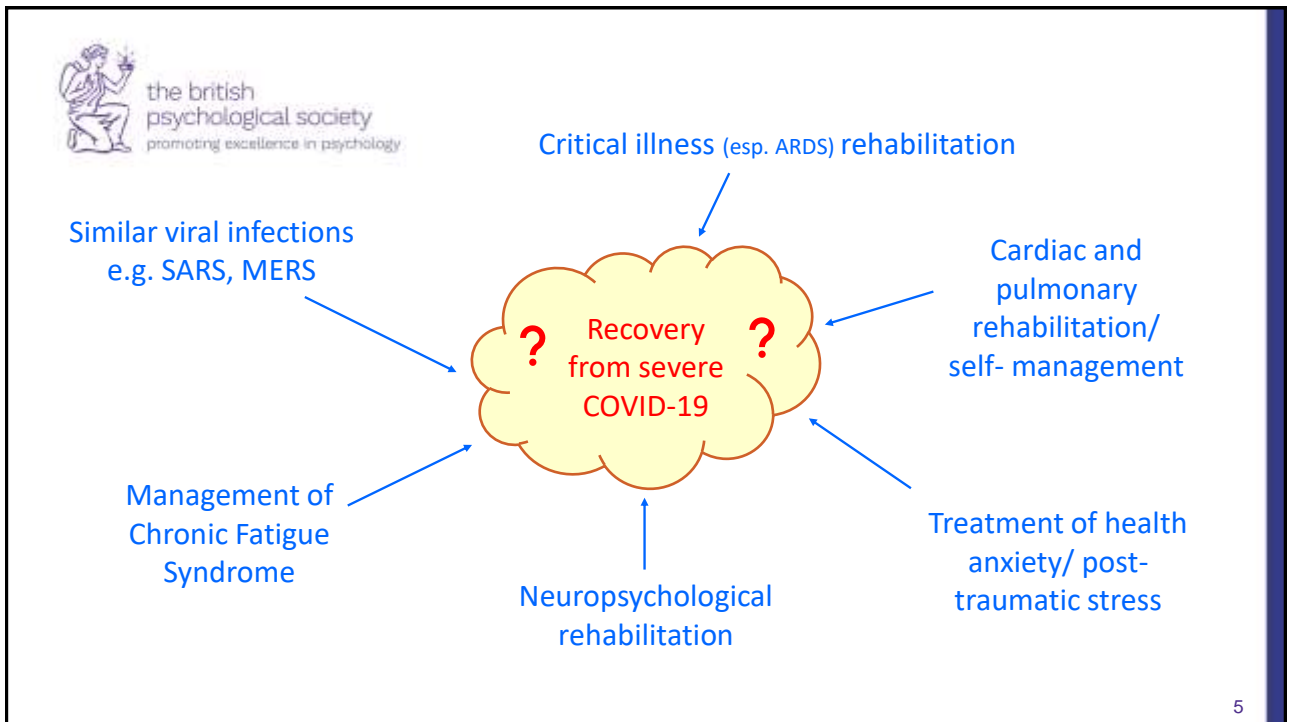 the british
psychological society
promoting excellence in psychology
Critical illness (esp. ARDS) rehabilitation
Similar viral infections
e.g. SARS, MERS
Cardiac and
pulmonary
rehabilitation/
self- management
? Recovery ?
from severe
COVID-19
Management of
Chronic Fatigue
Syndrome
Neuropsychological
rehabilitation
Treatment of health
anxiety/ post-
traumatic stress
5